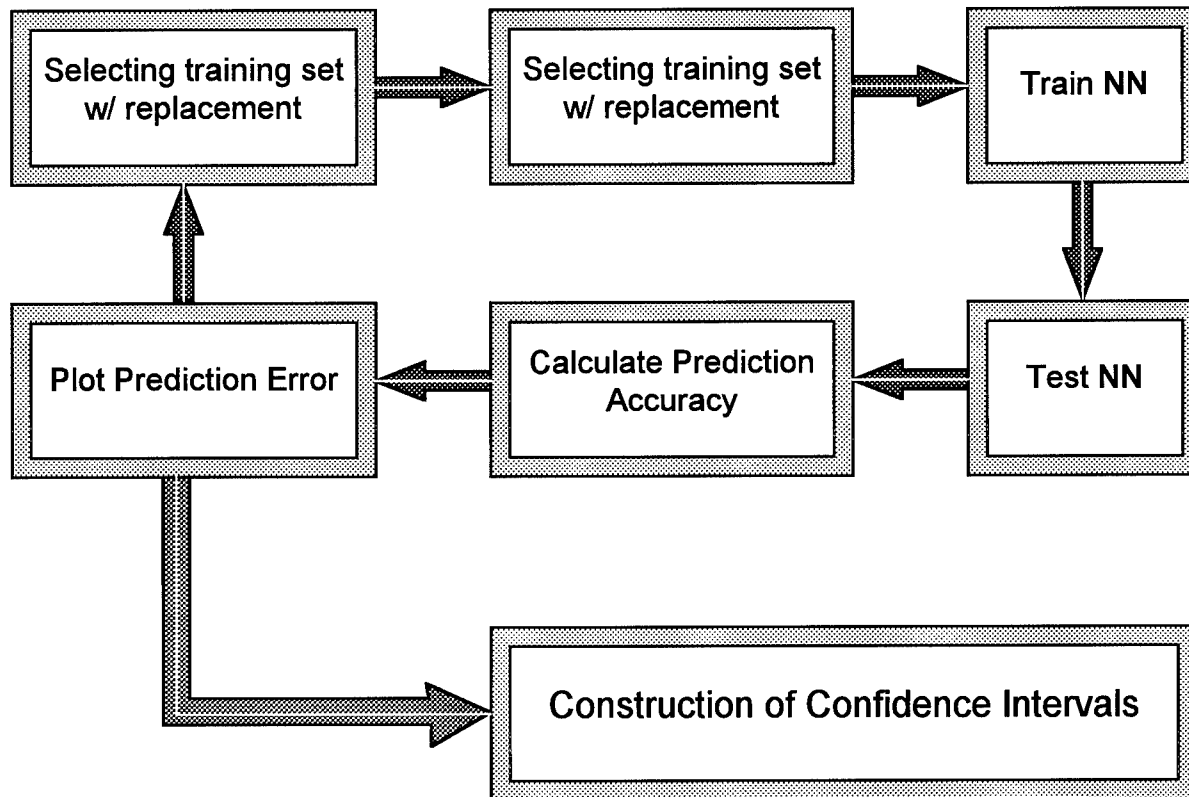 Selecting training set
w/ replacement
Selecting training set
w/ replacement
Train NN
Plot Prediction Error
Calculate Prediction
Accuracy
Test NN
Construction of Confidence Intervals